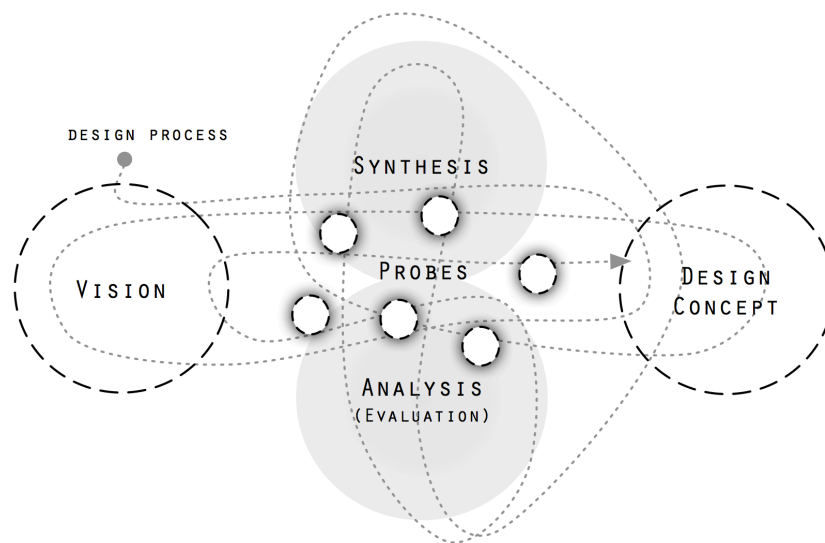 DESIGN PROCESS
SYNTHESIS
PROBES
VISION
DESIGN
CONCEPT
ANALYSIS
(EVALUATION)